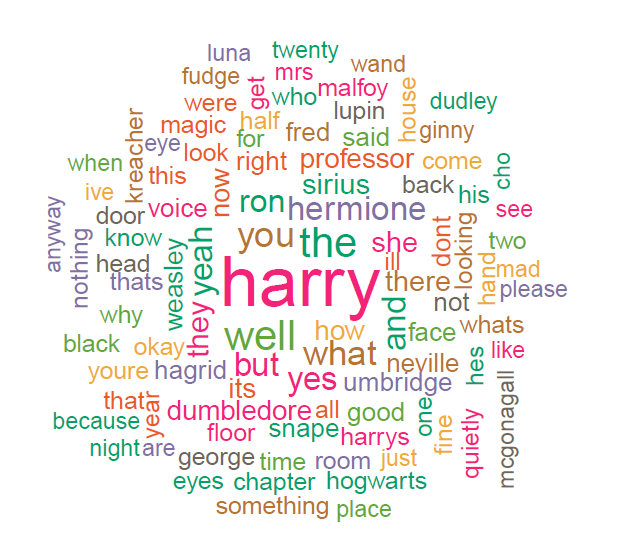 luna twenty
fudge mrs wand
were get who malfoy dudley
magic half lupin house
eye for fred said ginny
when look right professor come cho
kreacher this now sirius back his
ive voice ron hermione see
anyway door you the she dont looking two
nothing know yeah ill hand mad
head weasley harry there please
thats not
why they well how and face whats
black okay what neville hes like
youre hagrid but yes umbridge
that year its mcgonagall
because dumbledore all good one fine quietly
night are floor snape harrys
george time room just
eyes chapter hogwarts
something place